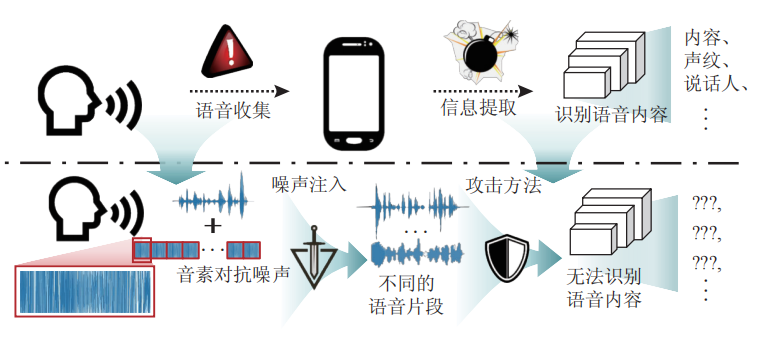 语音收集
信息提取
识别语音内容
内容、
声纹、
说话人、
⋮
噪声注入
攻击方法
+
...
音素对抗噪声
...
不同的
语音片段
无法识别
语音内容
???,
???,
???,
⋮